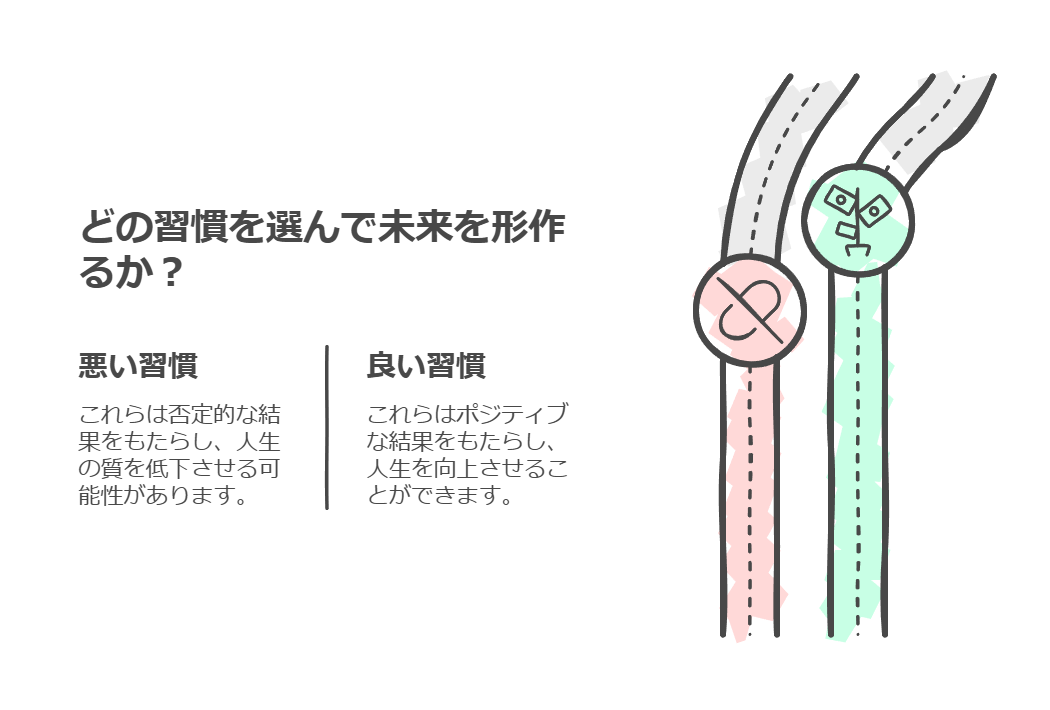 どの習慣を選んで未来を形作
るか？
悪い習慣
これらは否定的な結
果をもたらし、人生
の質を低下させる可
能性があります。
良い習慣
これらはポジティブ
な結果をもたらし、
人生を向上させるこ
とができます。